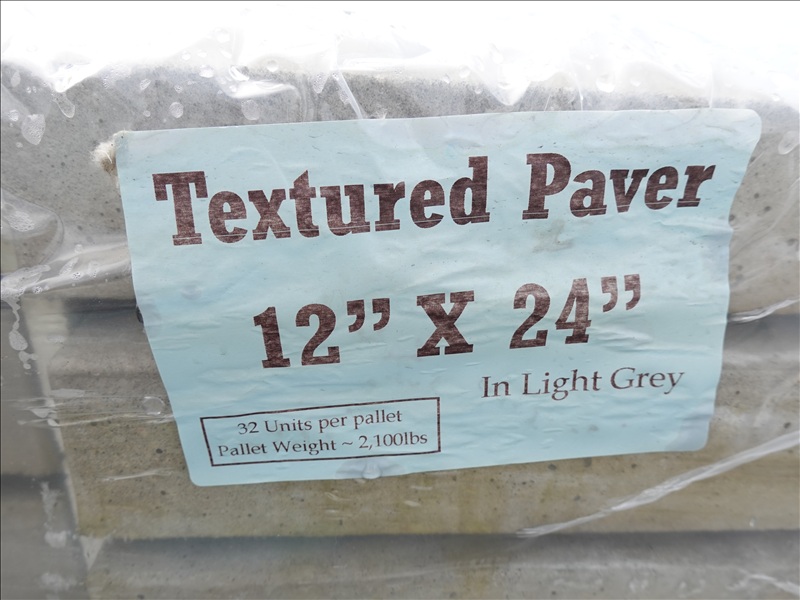 Textured Paver
12” X 24”
In Light Grey
32 Units per pallet
Pallet Weight ~ 2,100lbs